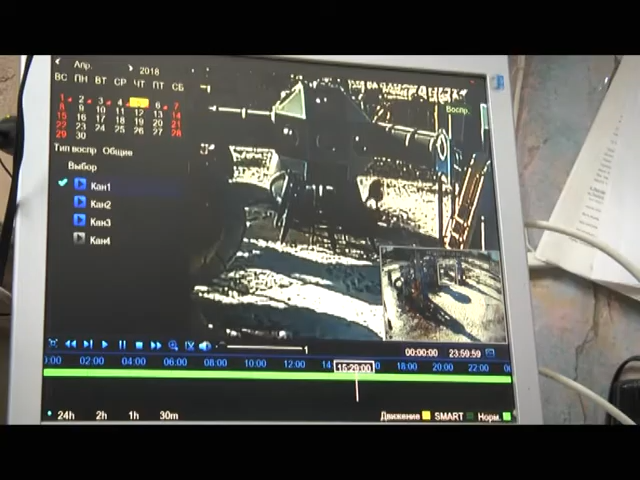 Апр. 2018
ВС ПН ВТ СР ЧТ ПТ СБ
1 2 3 4 6 7
8 9 10 11 12 13 14
15 16 17 18 19 20 21
22 23 24 25 26 27 28
29 30
Воспр.
Тип воспр Общие
Выбор
Кан1
Кан2
Кан3
Кан4
00:00:00 23:59:59
02:00 04:00 06:00 08:00 10:00 12:00 15:29:00 18:00 20:00 22:00
24h 2h 1h 30m
Движение SMART Норм.